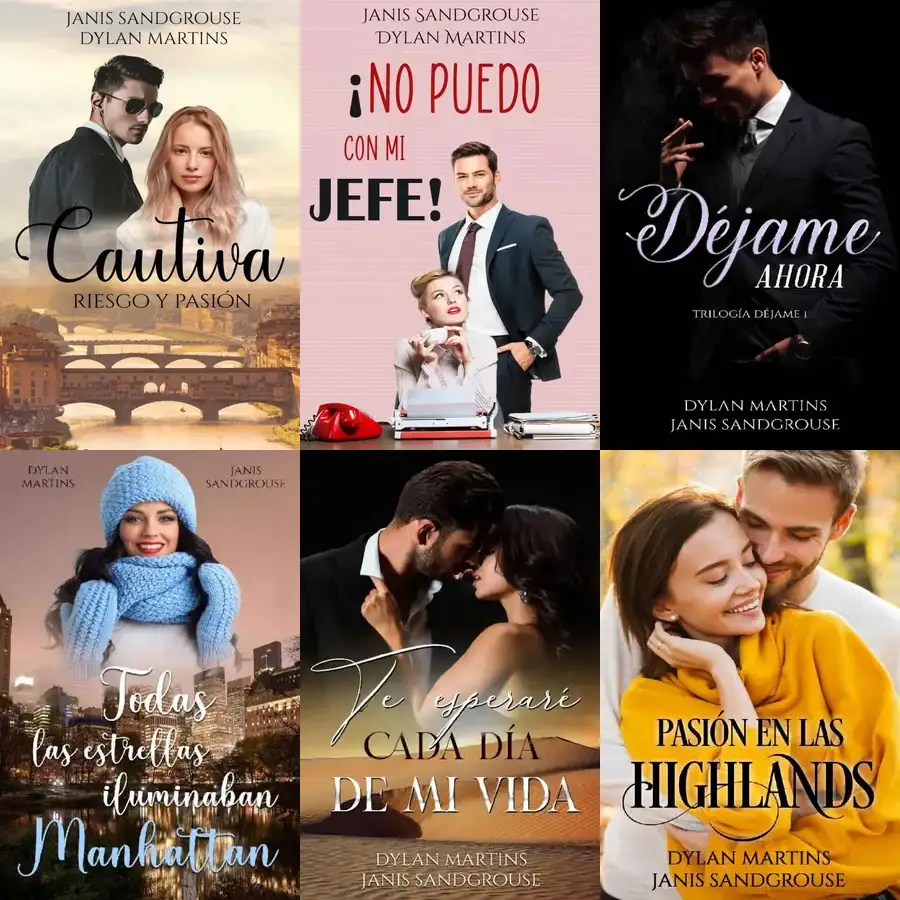 JANIS SANDGROUSE
DYLAN MARTINS
Cautiva
RIESGO Y PASIÓN
JANIS SANDGROUSE
DYLAN MARTINS
¡NO PUEDO
CON MI
JEFE!
Déjame
AHORA
TRILOGÍA DÉJAME 1
DYLAN MARTINS
JANIS SANDGROUSE
DYLAN
MARTINS
JANIS
SANDGROUSE
Todas
las estrellas
iluminaban
Manhattan
Te esperaré
CADA DÍA
DE MI VIDA
DYLAN MARTINS
JANIS SANDGROUSE
PASIÓN EN LAS
HIGHLANDS
DYLAN MARTINS
JANIS SANDGROUSE